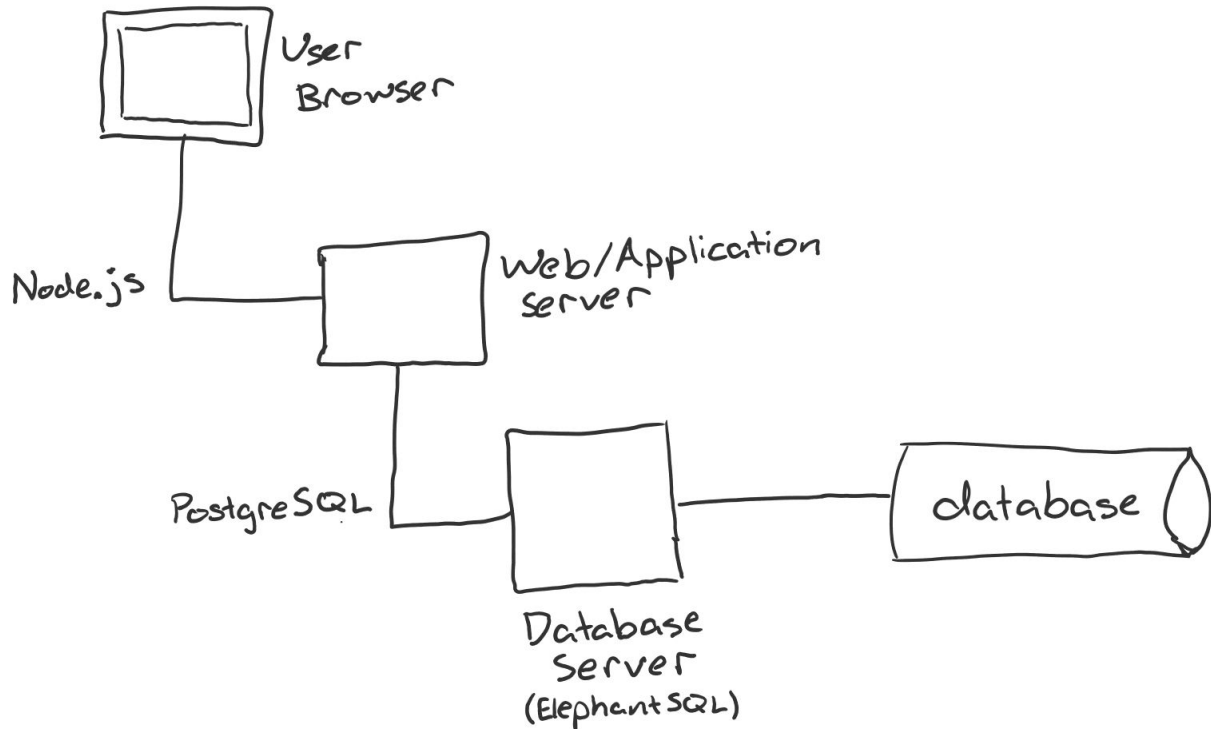 User
Browser
Node.js
Web/Application
server
PostgreSQL
database
Database
Server
(ElephantSQL)